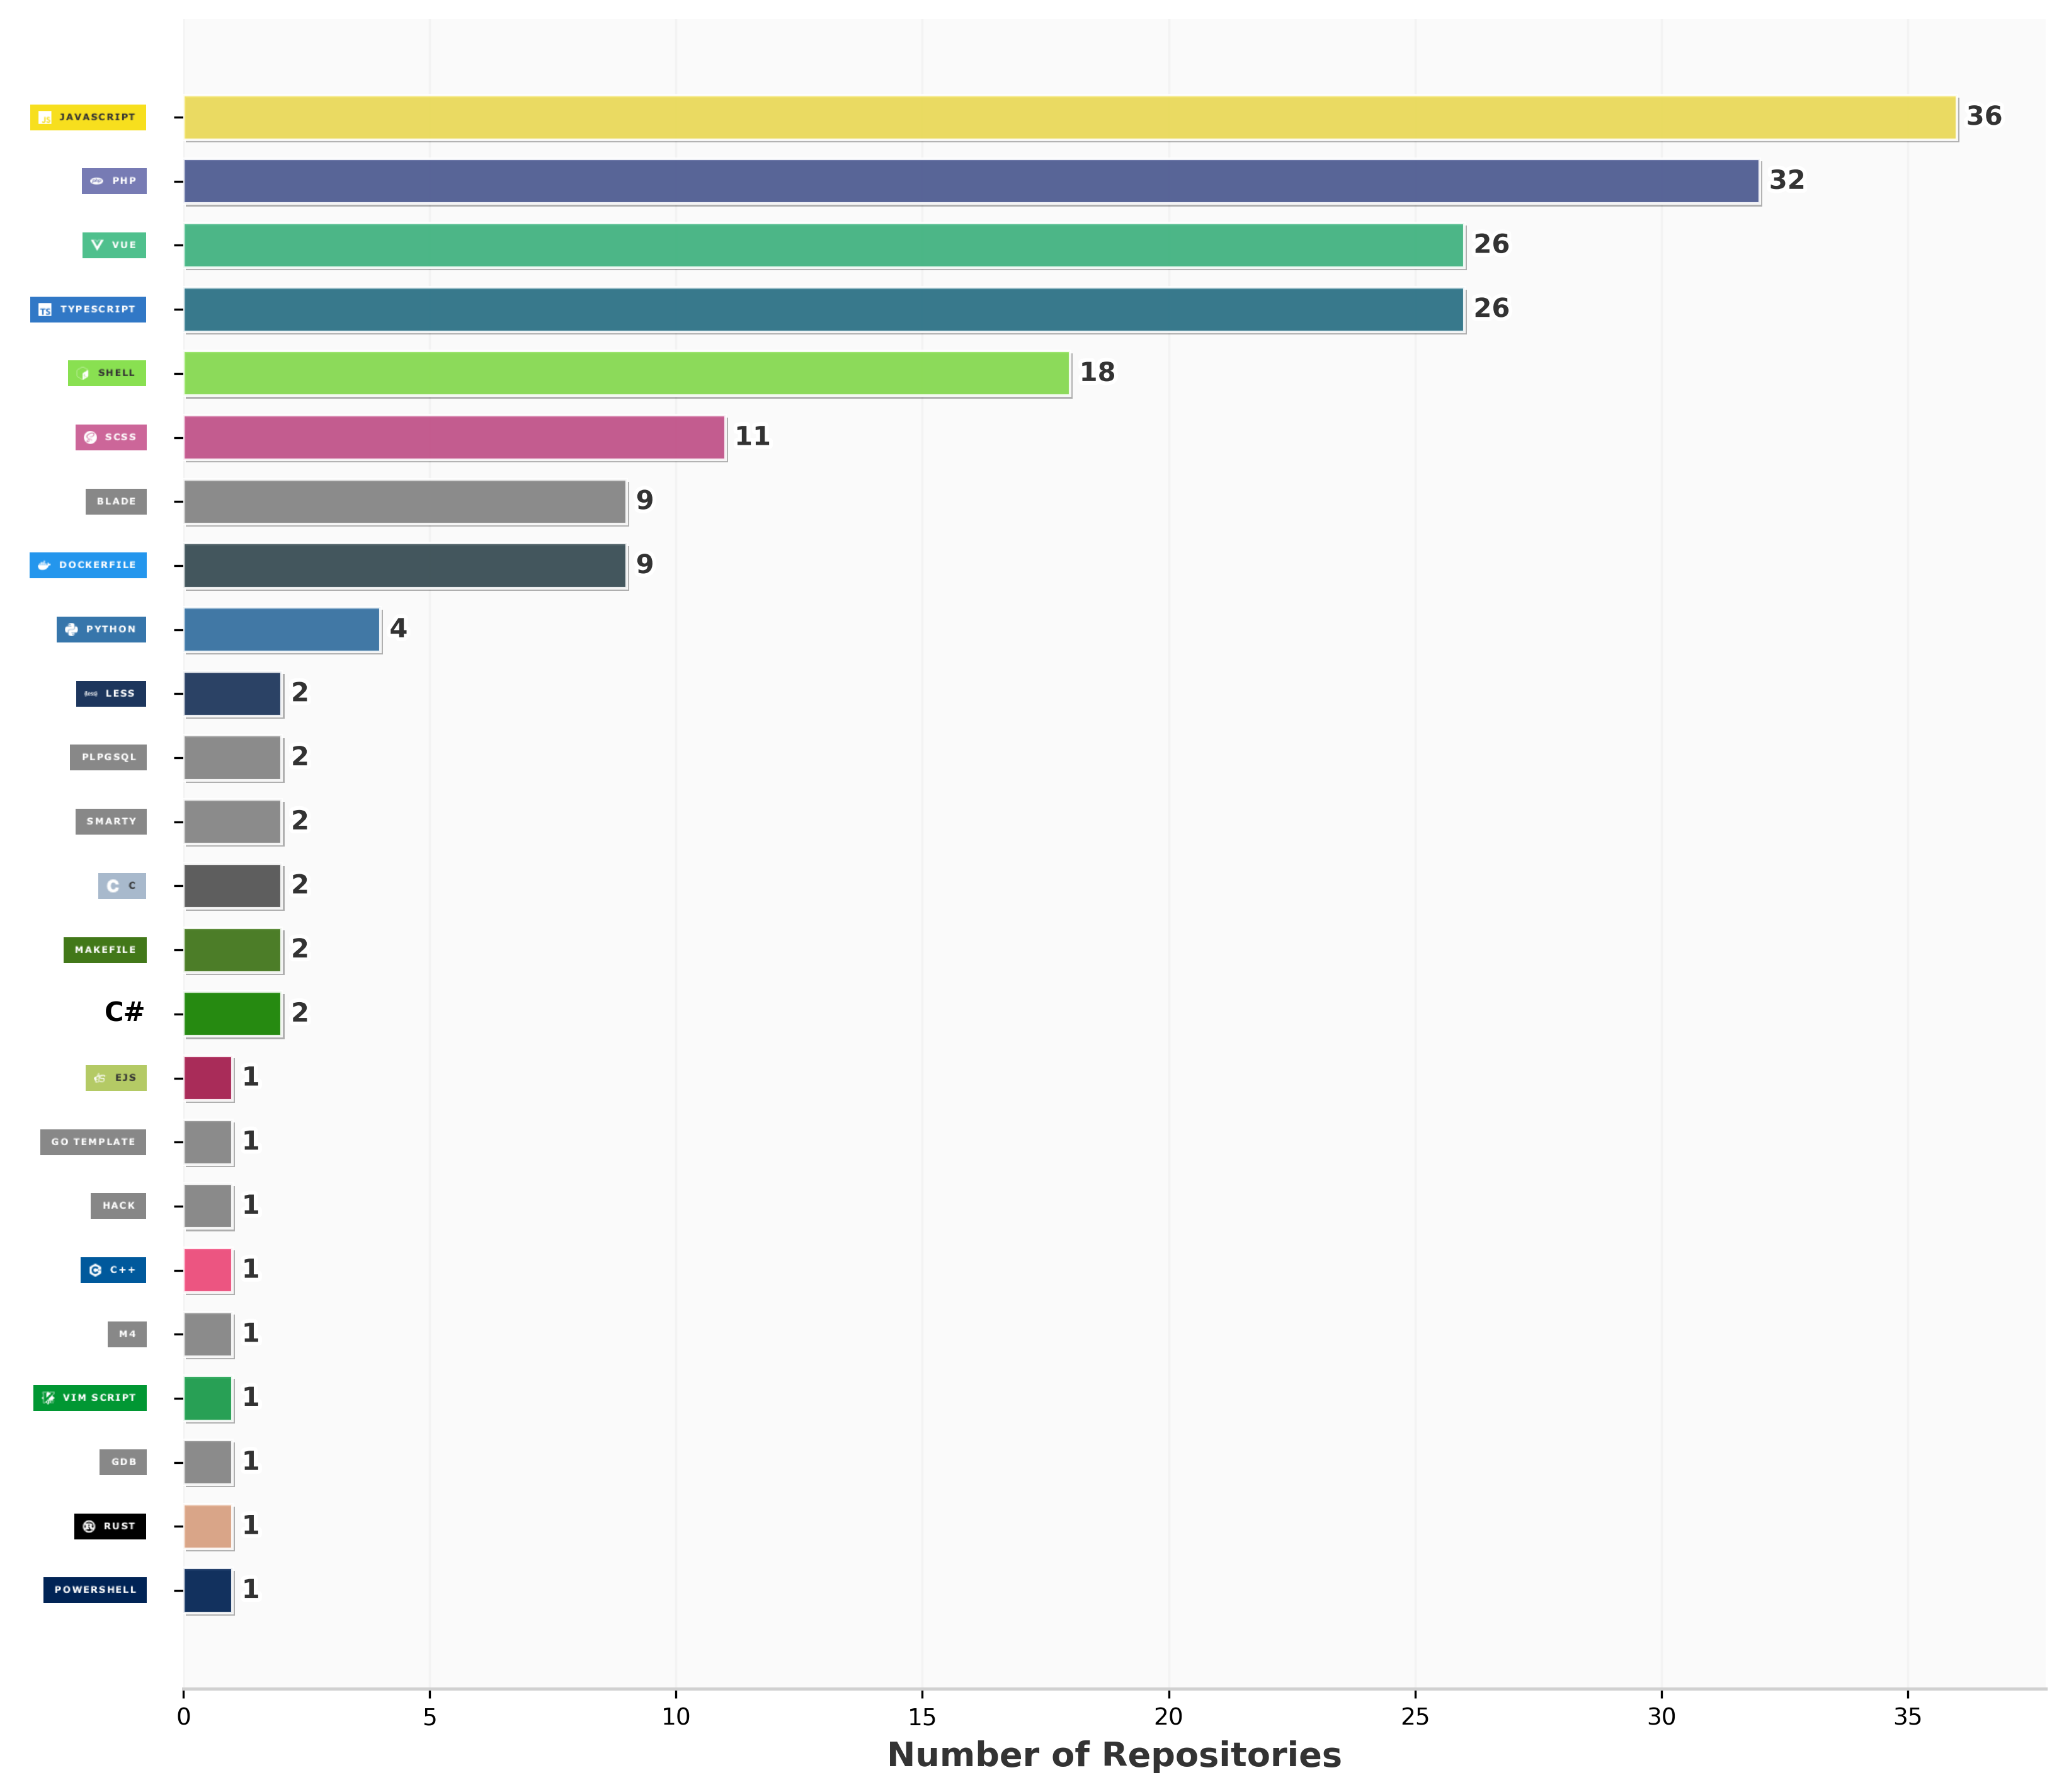 JAVASCRIPT 36
PHP 32
VUE 26
TS TYPESCRIPT 26
SHELL 18
SCSS 11
BLADE 9
DOCKERFILE 9
PYTHON 4
LESS 2
PLPGSQL 2
SMARTY 2
C C 2
MAKEFILE 2
C# 2
EJS 1
GO TEMPLATE 1
HACK 1
C++ 1
M4 1
VIM SCRIPT 1
GDB 1
R RUST 1
POWERSHELL 1
0 5 10 15 20 25 30 35
Number of Repositories